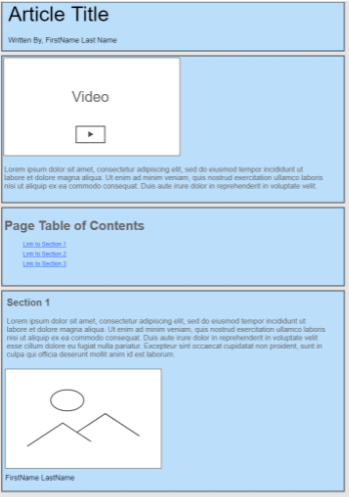 Article Title
Written By, FirstName Last Name
Video
Lorem ipsum dolor sit amet, consectetur adipiscing elit, sed do eiusmod tempor incididunt ut
labore et dolore magna aliqua. Ut enim ad minim veniam, quis nostrud exercitation ullamco laboris
nisi ut aliquip ex ea commodo consequat. Duis aute irure dolor in reprehenderit in voluptate velit.
Page Table of Contents
Link to Section 1
Link to Section 2
Link to Section 3
Section 1
Lorem ipsum dolor sit amet, consectetur adipiscing elit, sed do eiusmod tempor incididunt ut
labore et dolore magna aliqua. Ut enim ad minim veniam, quis nostrud exercitation ullamco laboris
nisi ut aliquip ex ea commodo consequat. Duis aute irure dolor in reprehenderit in voluptate velit
esse cillum dolore eu fugiat nulla pariatur. Excepteur sint occaecat cupidatat non proident, sunt in
culpa qui officia deserunt mollit anim id est laborum.
FirstName LastName